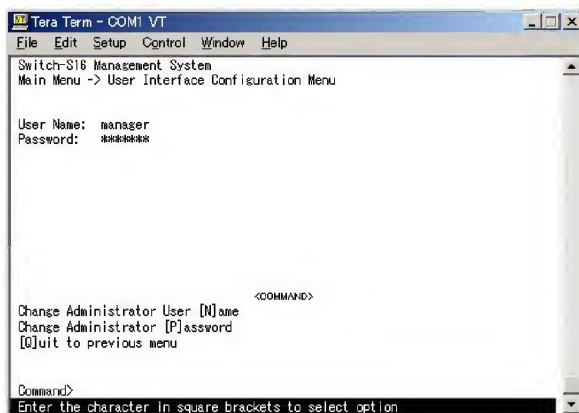 Tera Term - COM1 VT
File Edit Setup Control Window Help
Switch-S16 Management System
Main Menu -> User Interface Configuration Menu
User Name: manager
Password: *******
<COMMAND>
Change Administrator User [N]ame
Change Administrator [P]assword
[Q]uit to previous menu
Command>
Enter the character in square brackets to select option